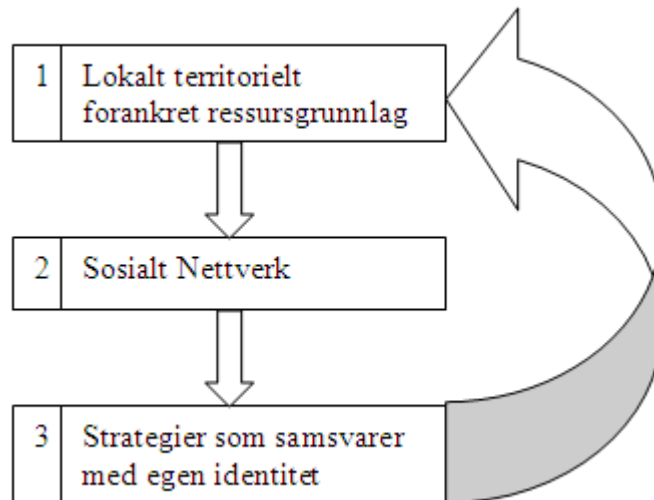 1 Lokalt territorielt
forankret ressursgrunnlag
2 Sosialt Nettverk
3 Strategier som samsvarer
med egen identitet